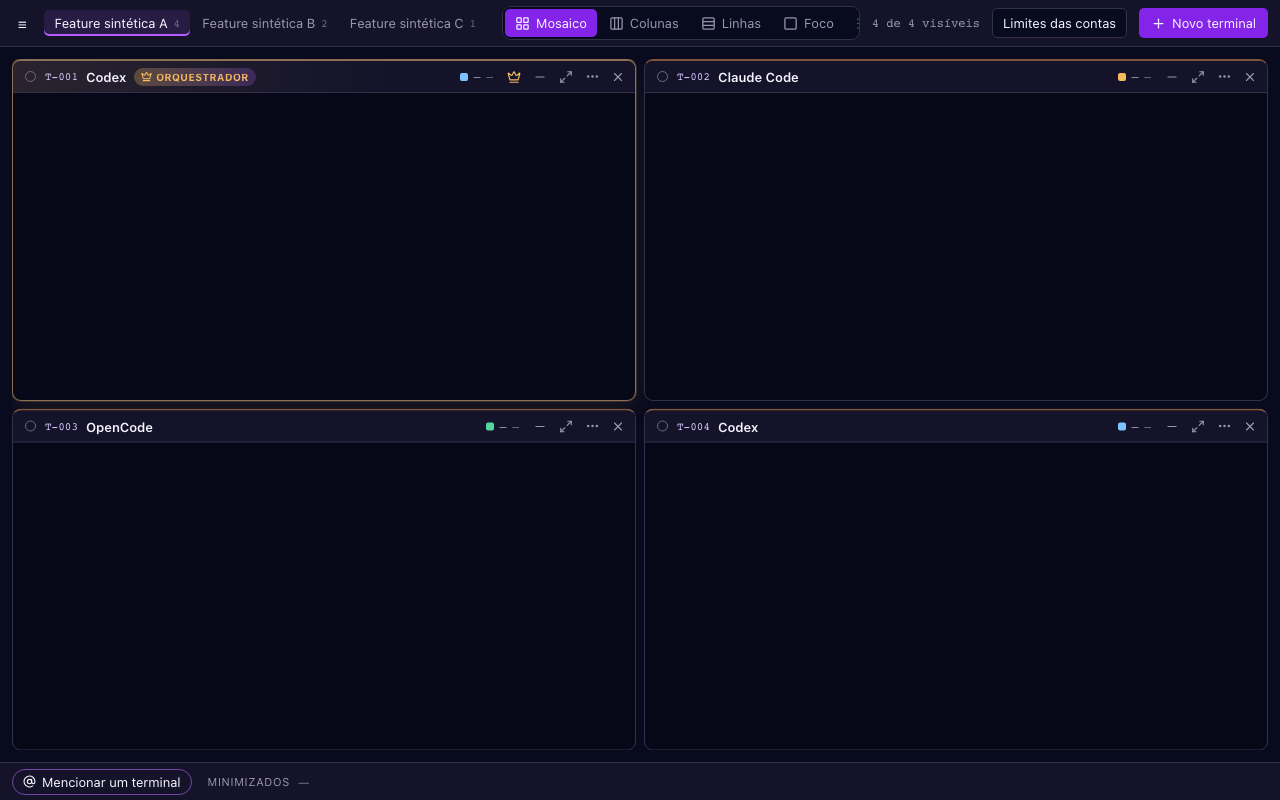 Feature sintética A 4
Feature sintética B 2
Feature sintética C 1
Mosaico
Colunas
Linhas
Foco
4 de 4 visíveis
Limites das contas
+ Novo terminal
T-001 Codex ORQUESTRADOR — —
T-002 Claude Code — —
T-003 OpenCode — —
T-004 Codex — —
@ Mencionar um terminal
MINIMIZADOS —